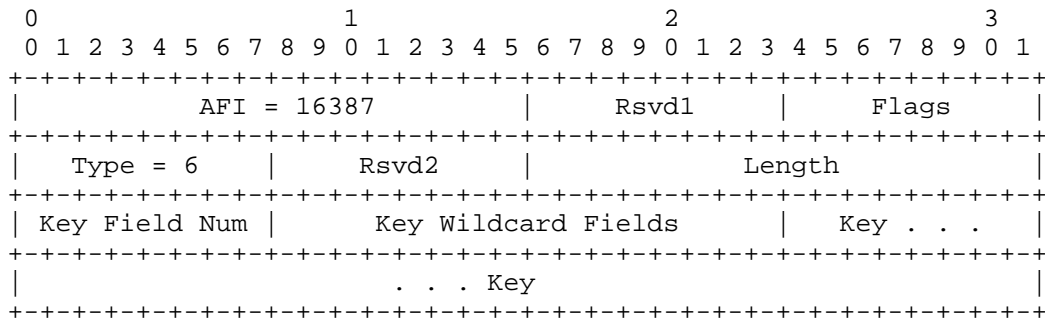 0                   1                   2                   3
 0 1 2 3 4 5 6 7 8 9 0 1 2 3 4 5 6 7 8 9 0 1 2 3 4 5 6 7 8 9 0 1
+-+-+-+-+-+-+-+-+-+-+-+-+-+-+-+-+-+-+-+-+-+-+-+-+-+-+-+-+-+-+-+-+
|           AFI = 16387         |     Rsvd1     |     Flags     |
+-+-+-+-+-+-+-+-+-+-+-+-+-+-+-+-+-+-+-+-+-+-+-+-+-+-+-+-+-+-+-+-+
|   Type = 6    |     Rsvd2     |             Length            |
+-+-+-+-+-+-+-+-+-+-+-+-+-+-+-+-+-+-+-+-+-+-+-+-+-+-+-+-+-+-+-+-+
| Key Field Num |      Key Wildcard Fields      |   Key . . .   |
+-+-+-+-+-+-+-+-+-+-+-+-+-+-+-+-+-+-+-+-+-+-+-+-+-+-+-+-+-+-+-+-+
|                       . . . Key                               |
+-+-+-+-+-+-+-+-+-+-+-+-+-+-+-+-+-+-+-+-+-+-+-+-+-+-+-+-+-+-+-+-+